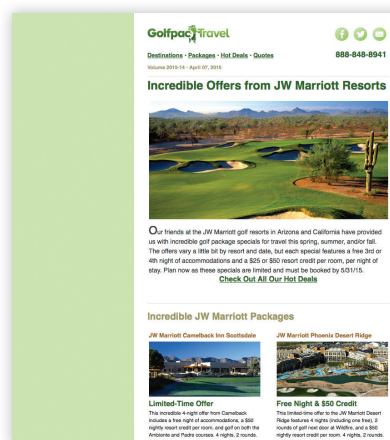 Golfpac Travel
Destinations - Packages - Hot Deals - Quotes
888-848-8941
Volume 2015-14 - April 07, 2015
Incredible Offers from JW Marriott Resorts
Our friends at the JW Marriott golf resorts in Arizona and California have provided
us with incredible golf package specials for travel this spring, summer, and/or fall.
The offers vary a little bit by resort and date, but each special features a free 3rd or
4th night of accommodations and a $25 or $50 resort credit per room, per night of
stay. Plan now as these specials are limited and must be booked by 5/31/15.
Check Out All Our Hot Deals
Incredible JW Marriott Packages
JW Marriott Camelback Inn Scottsdale
Limited-Time Offer
This incredible 4-night offer from Camelback
includes a free night of accommodations, a $50
nightly resort credit per room, and golf on both the
Ambiente and Padre courses. 4 nights, 2 rounds.
JW Marriott Phoenix Desert Ridge
Free Night & $50 Credit
This limited-time offer to the JW Marriott Desert
Ridge features 4 nights (including one free), 2
rounds of golf next door at Wildfire, and a $50
nightly resort credit per room. 4 nights, 2 rounds.